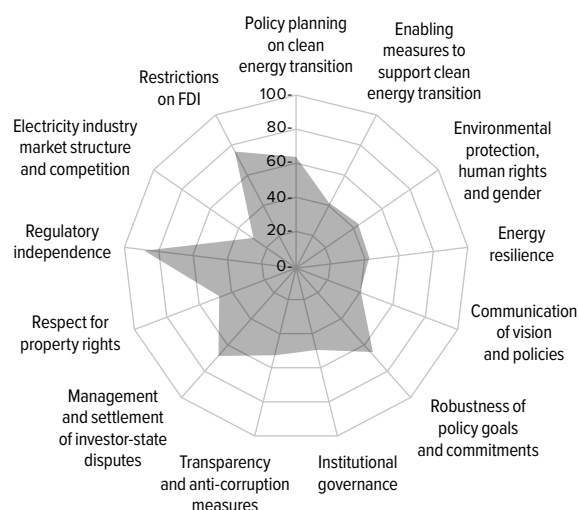 Policy planning
on clean
energy transition
Enabling
measures to
support clean
energy transition
Environmental
protection,
human rights
and gender
Energy
resilience
Communication
of vision
and policies
Robustness of
policy goals
and commitments
Institutional
governance
Transparency
and anti-corruption
measures
Management
and settlement
of investor-state
disputes
Respect for
property rights
Regulatory
independence
Electricity industry
market structure
and competition
Restrictions
on FDI
100
80
60
40
20
0